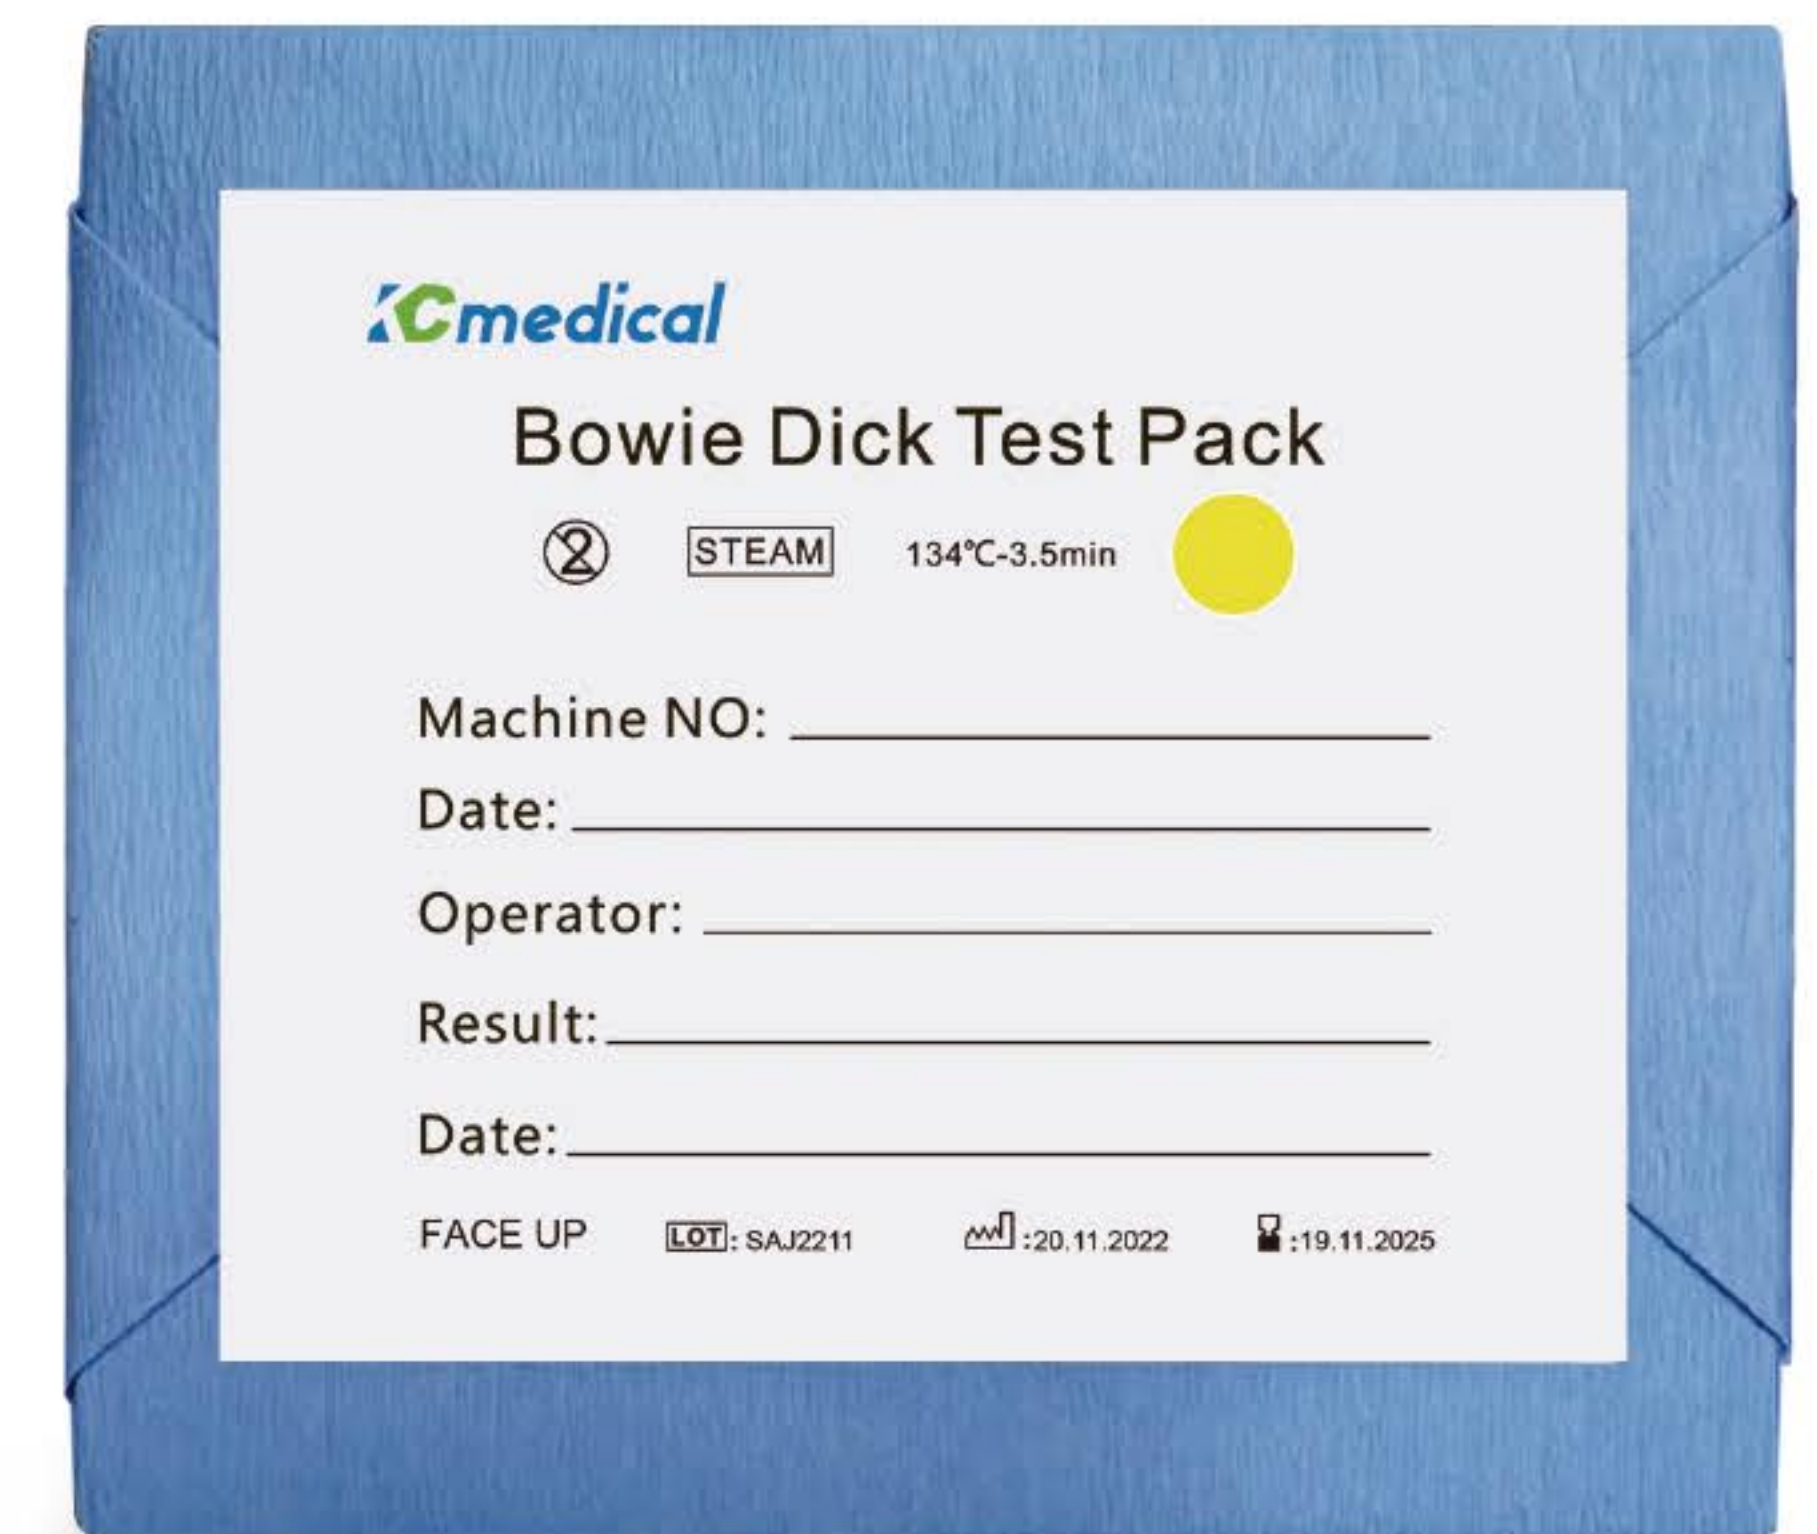 KCmedical
Bowie Dick Test Pack
2 STEAM 134℃-3.5min
Machine NO:
Date:
Operator:
Result:
Date:
FACE UP LOT: SAJ2211 :20.11.2022 :19.11.2025